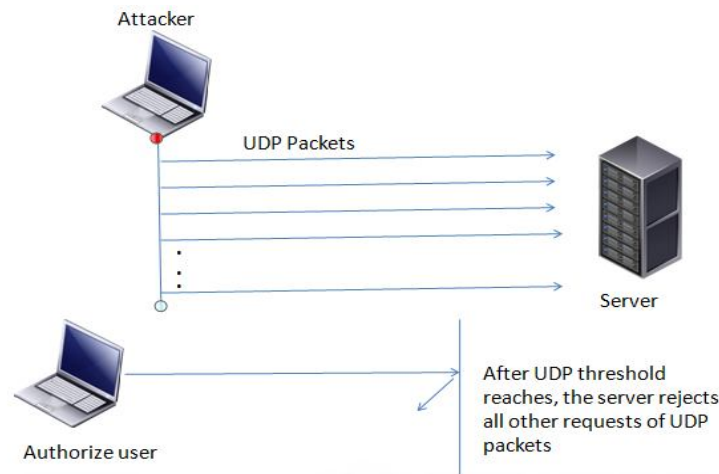 Attacker
UDP Packets
Server
After UDP threshold
reaches, the server rejects
all other requests of UDP
packets
Authorize user